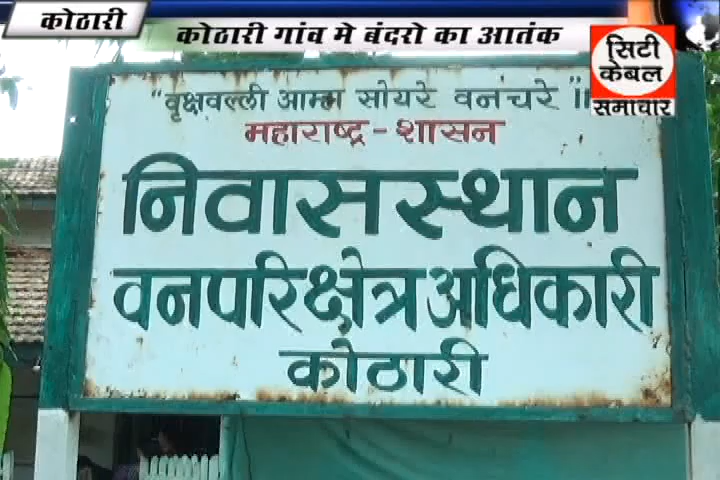 कोठारी
कोठारी गांव मे बंदरो का आतंक
सिटी
केबल
समाचार
"वृक्षवल्ली आम्हा सोयरे वनचरे"
महाराष्ट्र-शासन
निवासस्थान
वनपरिक्षेत्र अधिकारी
कोठारी